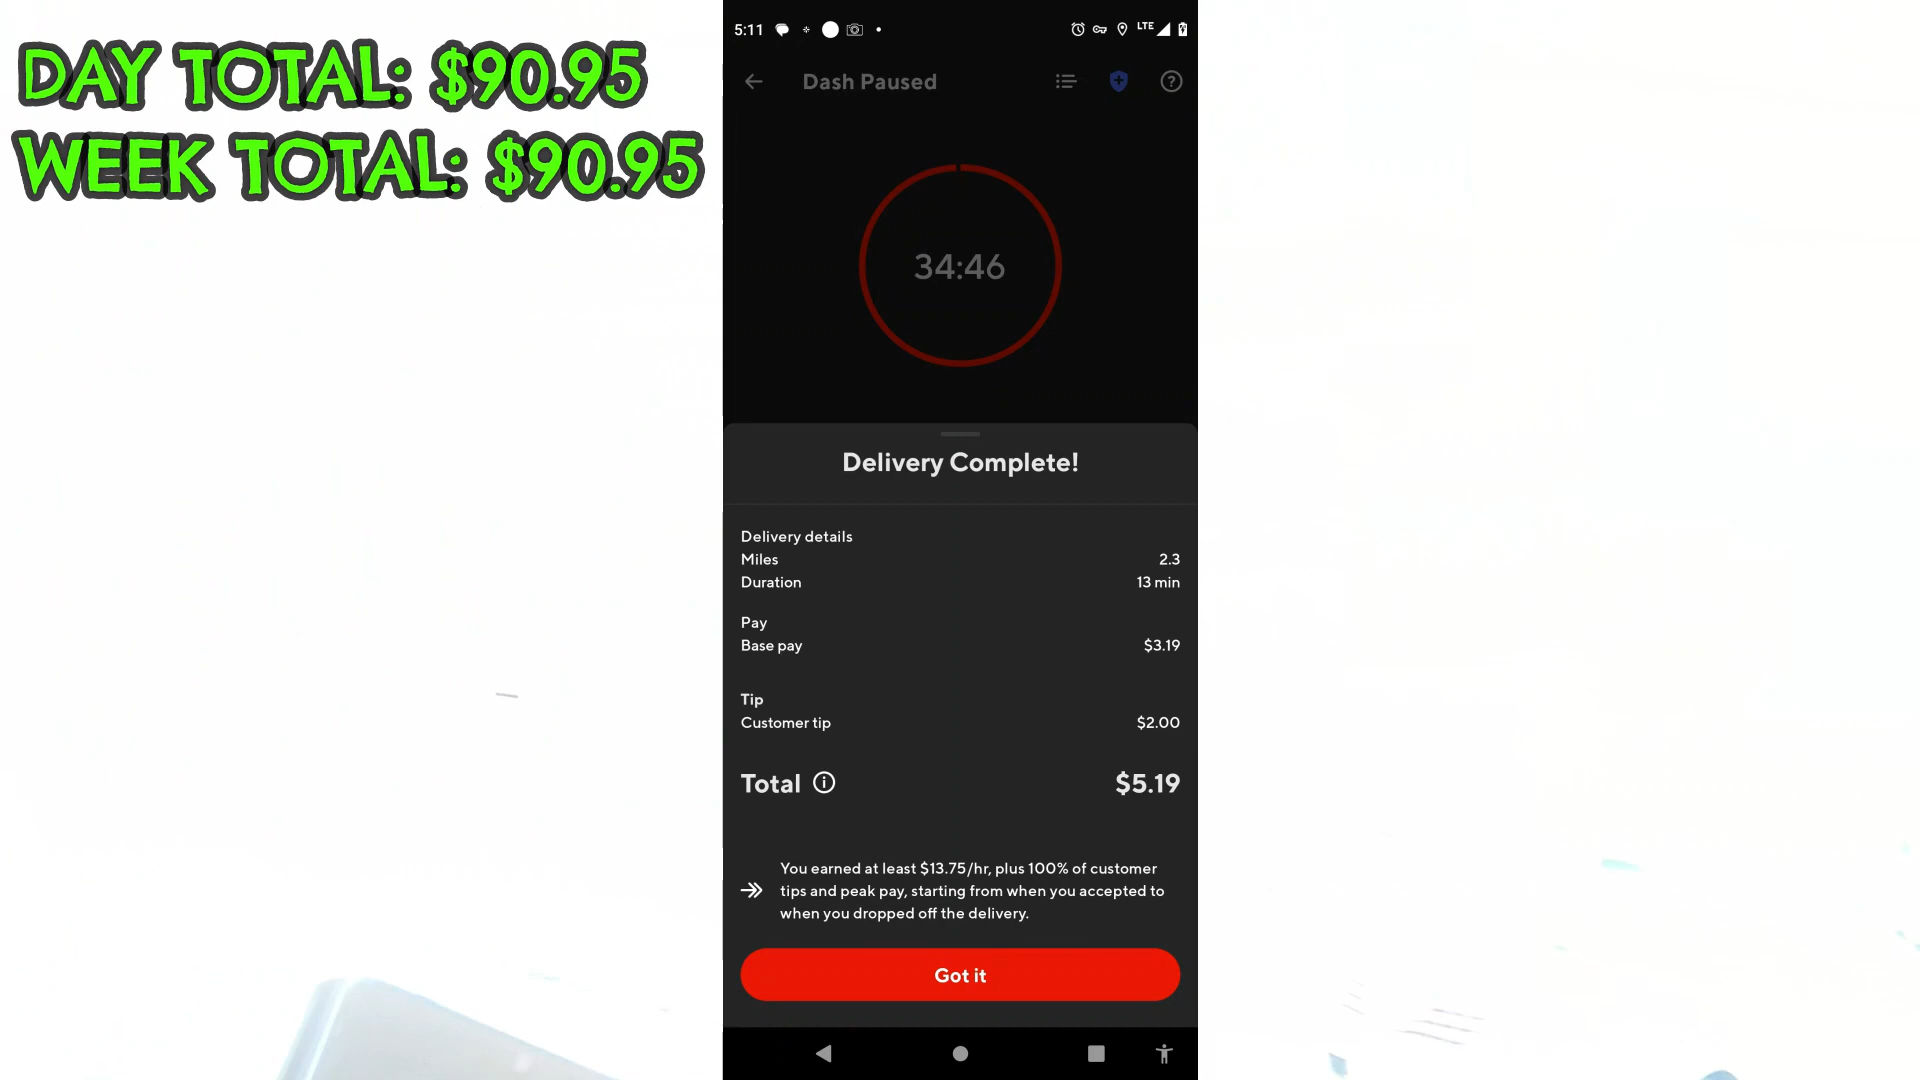 DAY TOTAL: $90.95
WEEK TOTAL: $90.95
5:11
LTE
Dash Paused
34:46
Delivery Complete!
Delivery details
Miles 2.3
Duration 13 min
Pay
Base pay $3.19
Tip
Customer tip $2.00
Total $5.19
You earned at least $13.75/hr, plus 100% of customer
tips and peak pay, starting from when you accepted to
when you dropped off the delivery.
Got it